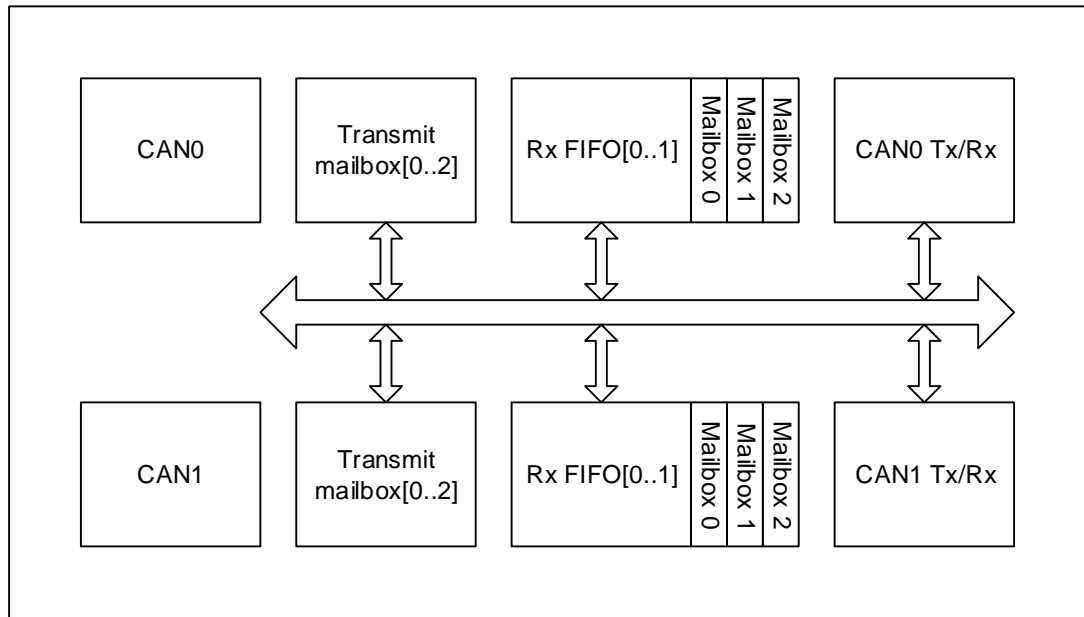 CAN0
Transmit
mailbox[0..2]
Rx FIFO[0..1]
Mailbox 0
Mailbox 1
Mailbox 2
CAN0 Tx/Rx
CAN1
Transmit
mailbox[0..2]
Rx FIFO[0..1]
Mailbox 0
Mailbox 1
Mailbox 2
CAN1 Tx/Rx